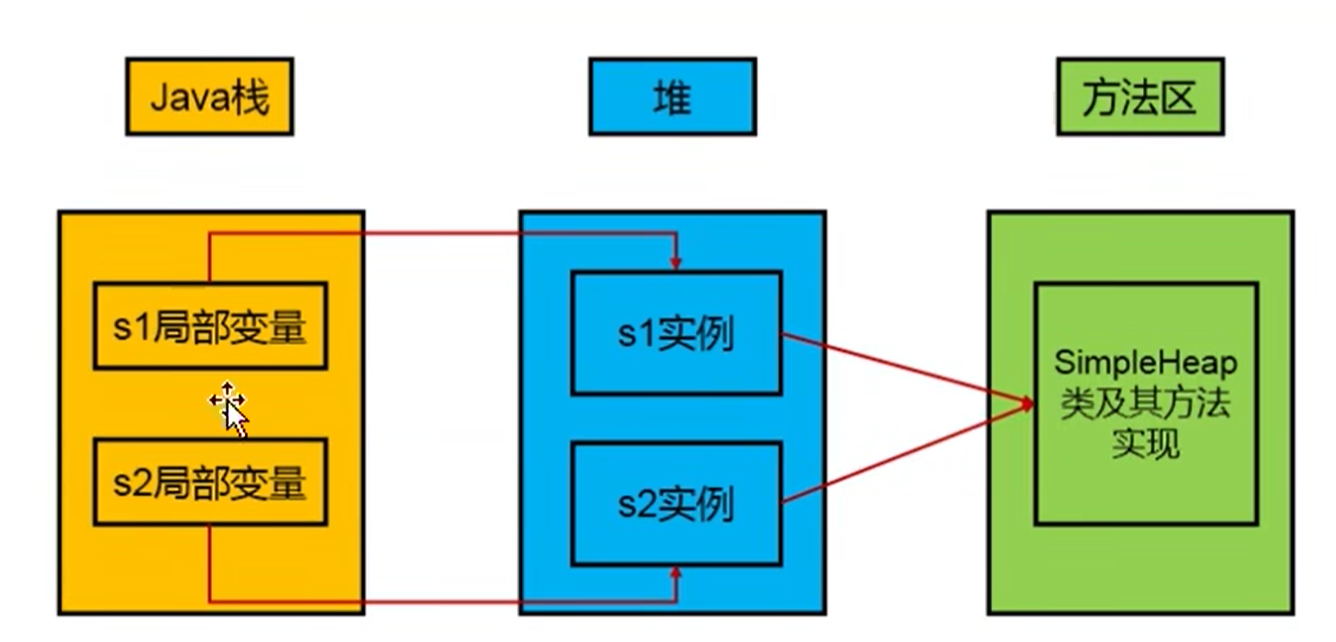 Java栈
堆
方法区
s1局部变量
s2局部变量
s1实例
s2实例
SimpleHeap
类及其方法
实现